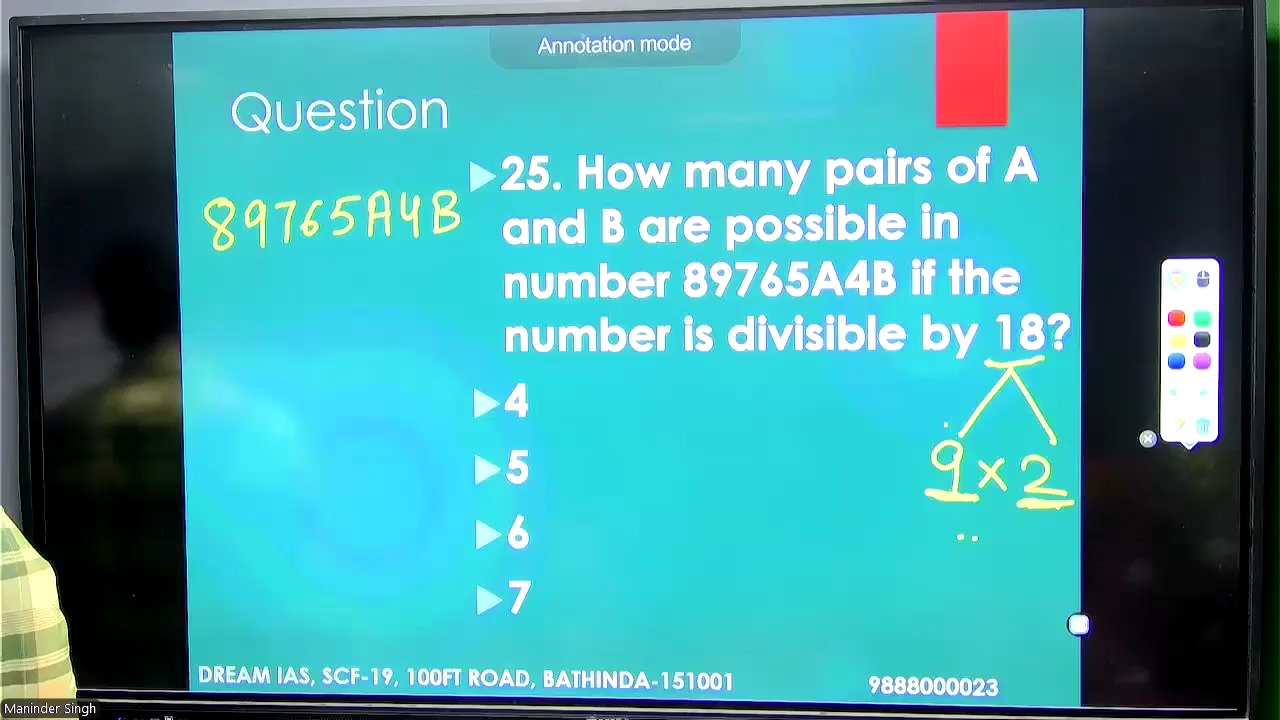 Annotation mode
Question
25. How many pairs of A
and B are possible in
number 89765A4B if the
number is divisible by 18?
89765A4B
4
5
6
7
9 × 2
DREAM IAS, SCF-19, 100FT ROAD, BATHINDA-151001
9888000023
Maninder Singh